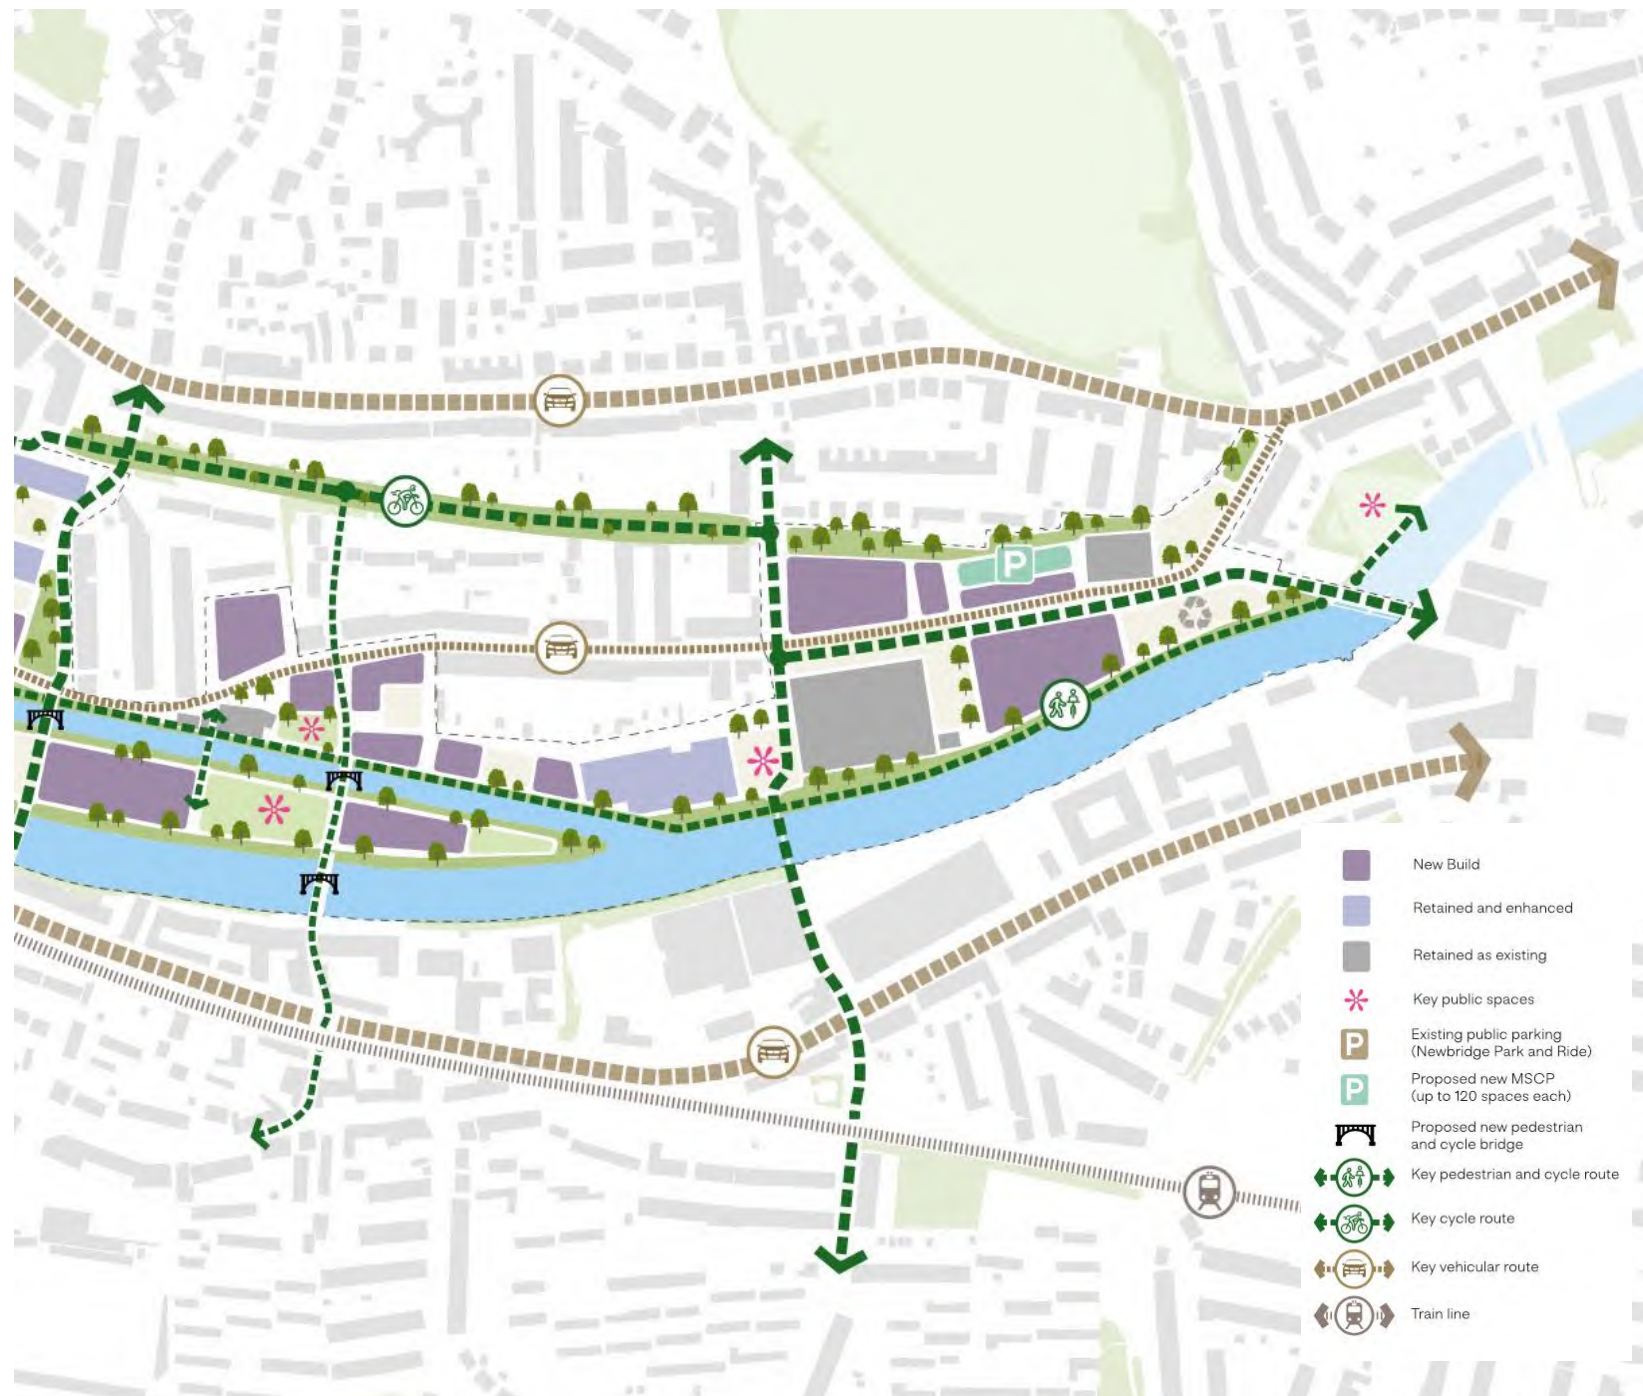 P
New Build
Retained and enhanced
Retained as existing
Key public spaces
P
Existing public parking
(Newbridge Park and Ride)
P
Proposed new MSCP
(up to 120 spaces each)
Proposed new pedestrian
and cycle bridge
Key pedestrian and cycle route
Key cycle route
Key vehicular route
Train line